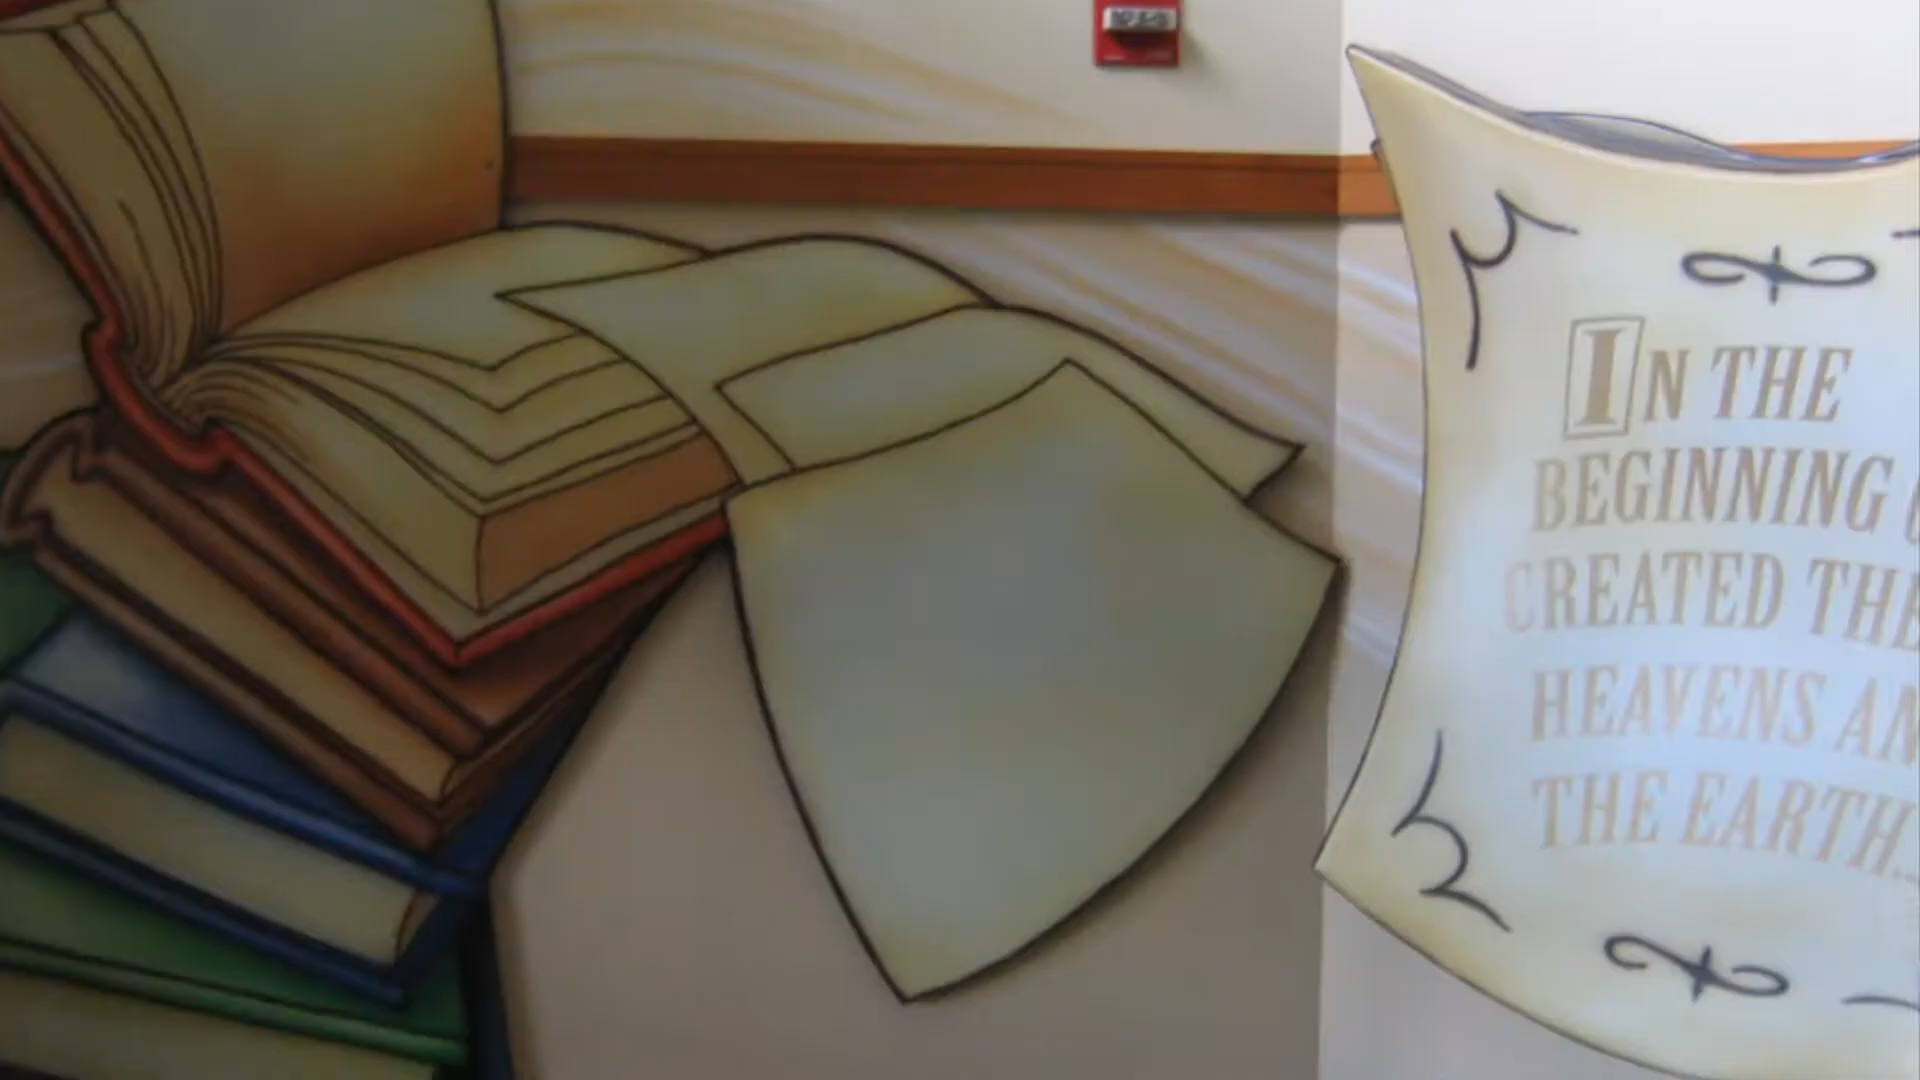 IN THE
BEGINNING
CREATED THE
HEAVENS AN
THE EARTH...